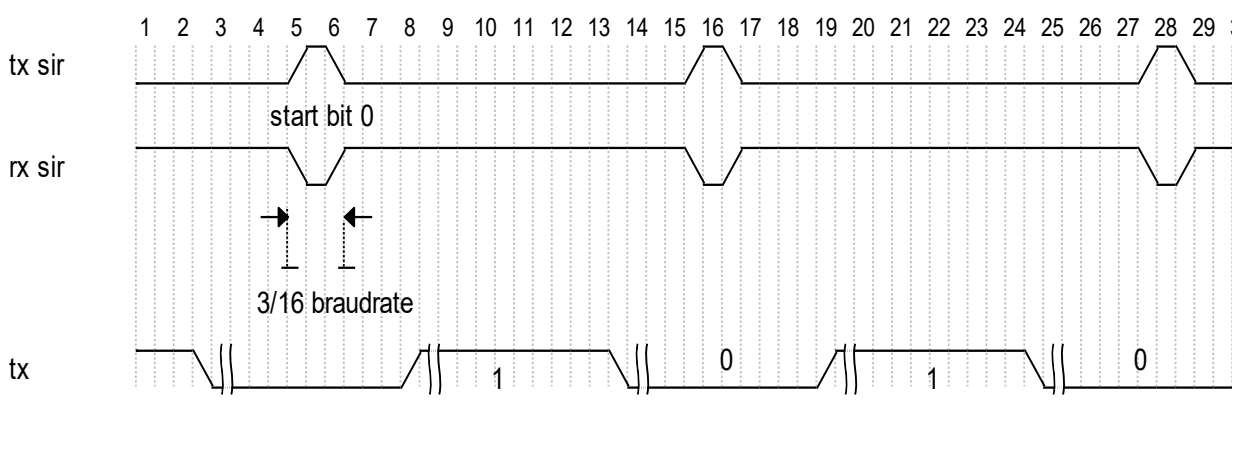 1 2 3 4 5 6 7 8 9 10 11 12 13 14 15 16 17 18 19 20 21 22 23 24 25 26 27 28 29
tx sir
start bit 0
rx sir
3/16 braudrate
tx 1 0 1 0